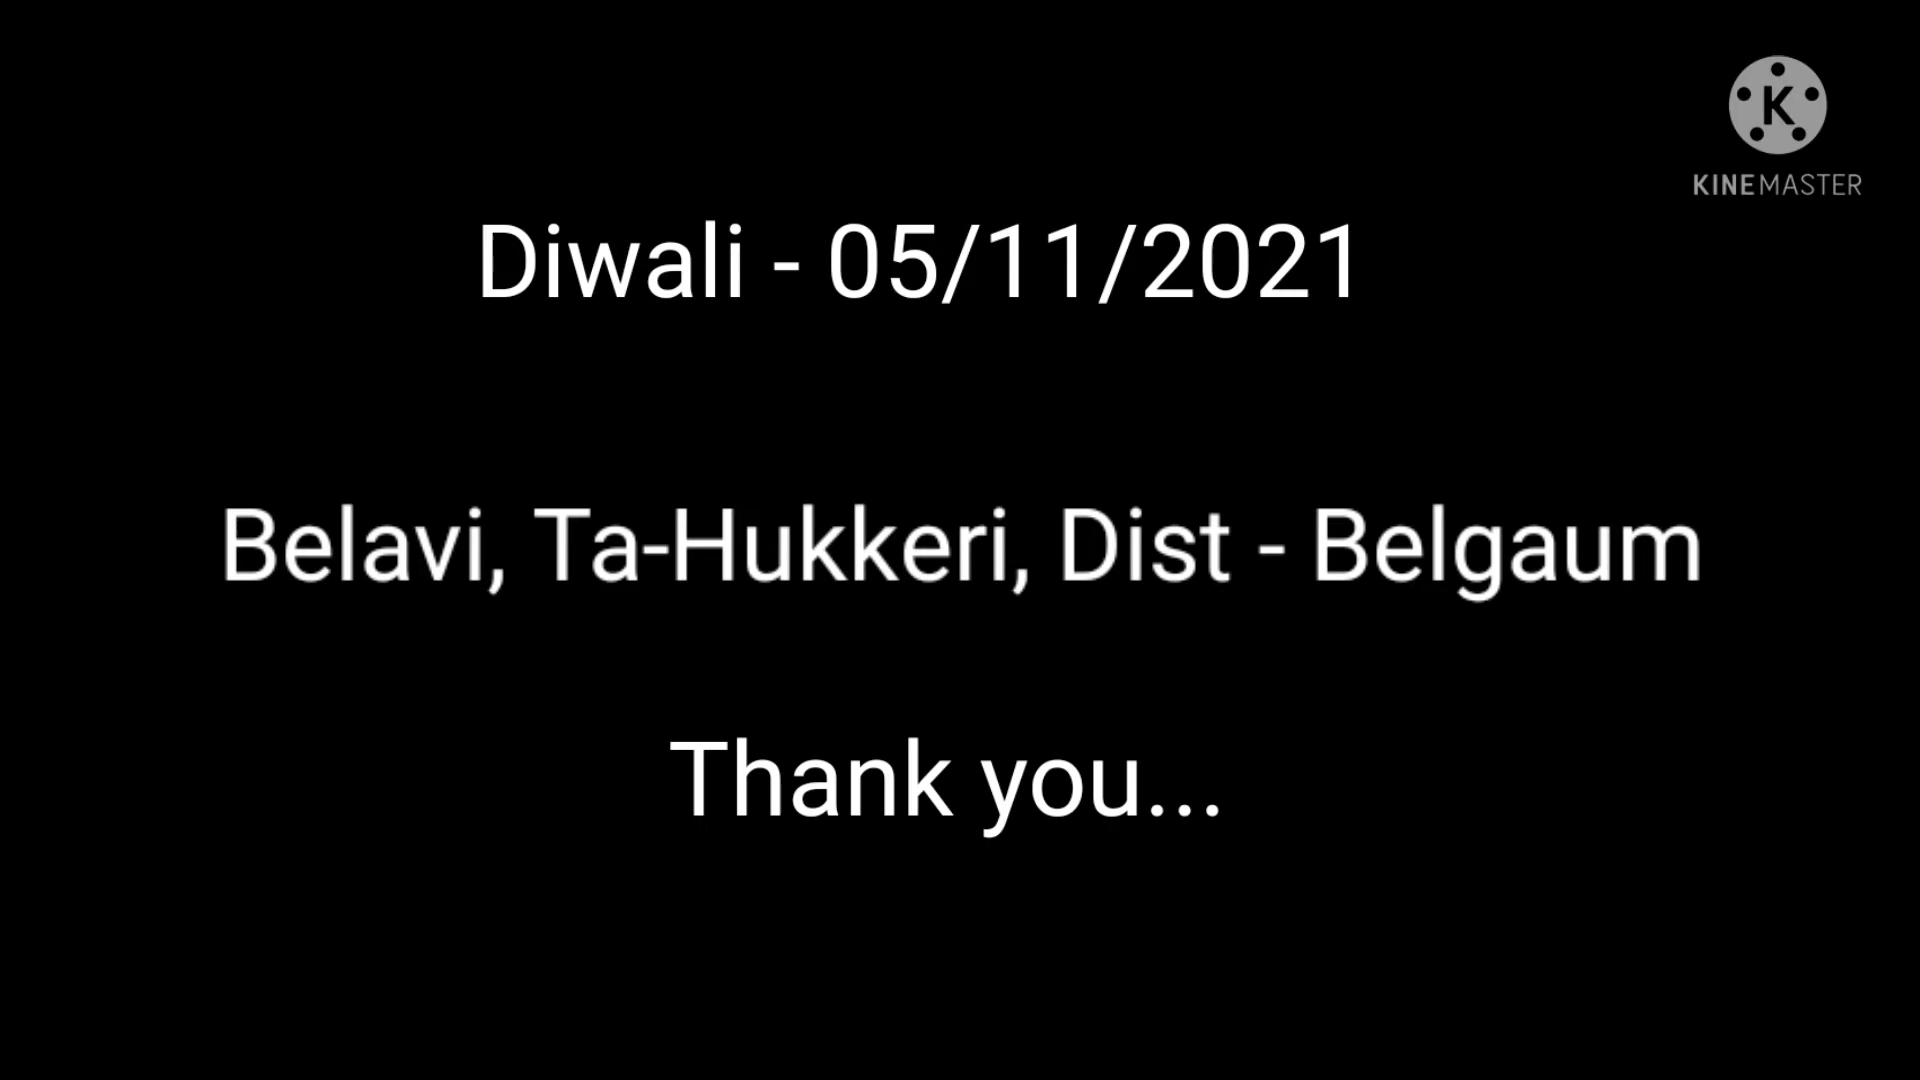 K
KINEMASTER
Diwali - 05/11/2021
Belavi, Ta-Hukkeri, Dist - Belgaum
Thank you...